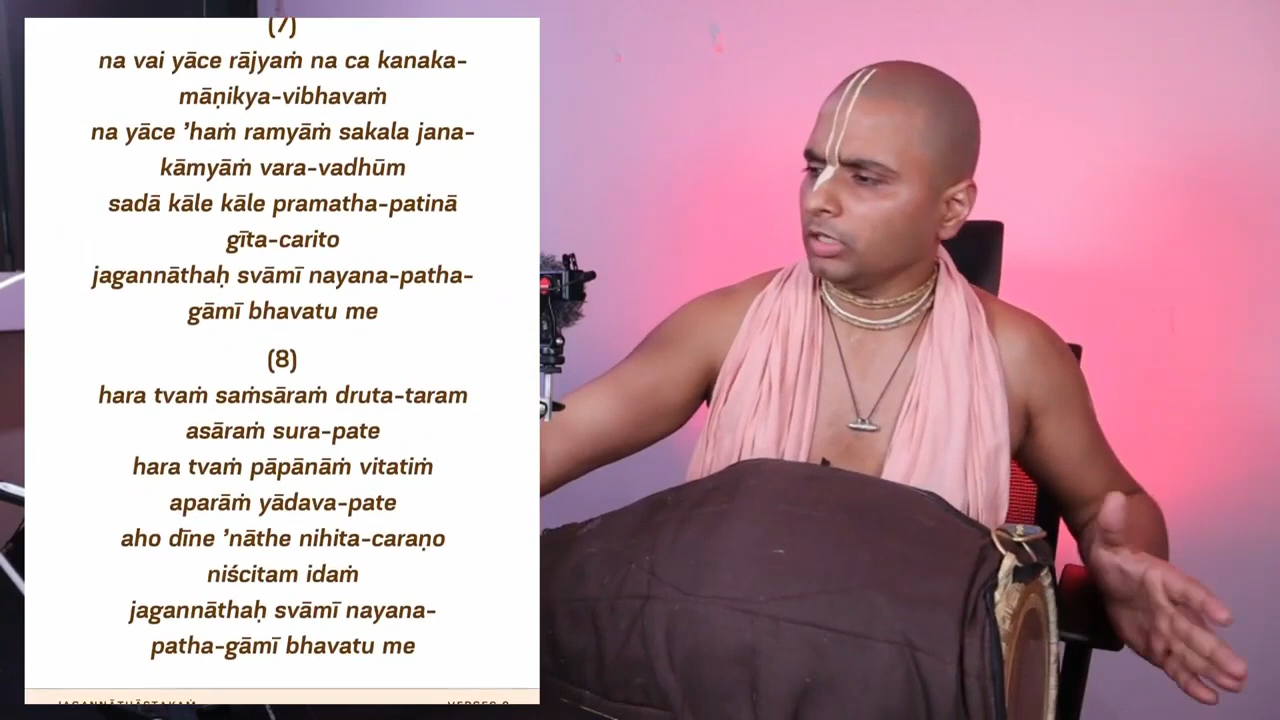 (7)
na vai yāce rājyaṁ na ca kanaka-
māṇikya-vibhavaṁ
na yāce ’haṁ ramyāṁ sakala jana-
kāmyāṁ vara-vadhūm
sadā kāle kāle pramatha-patinā
gīta-carito
jagannāthaḥ svāmī nayana-patha-
gāmī bhavatu me
(8)
hara tvaṁ saṁsāraṁ druta-taram
asāraṁ sura-pate
hara tvaṁ pāpānāṁ vitatiṁ
aparāṁ yādava-pate
aho dīne ’nāthe nihita-caraṇo
niścitam idaṁ
jagannāthaḥ svāmī nayana-
patha-gāmī bhavatu me